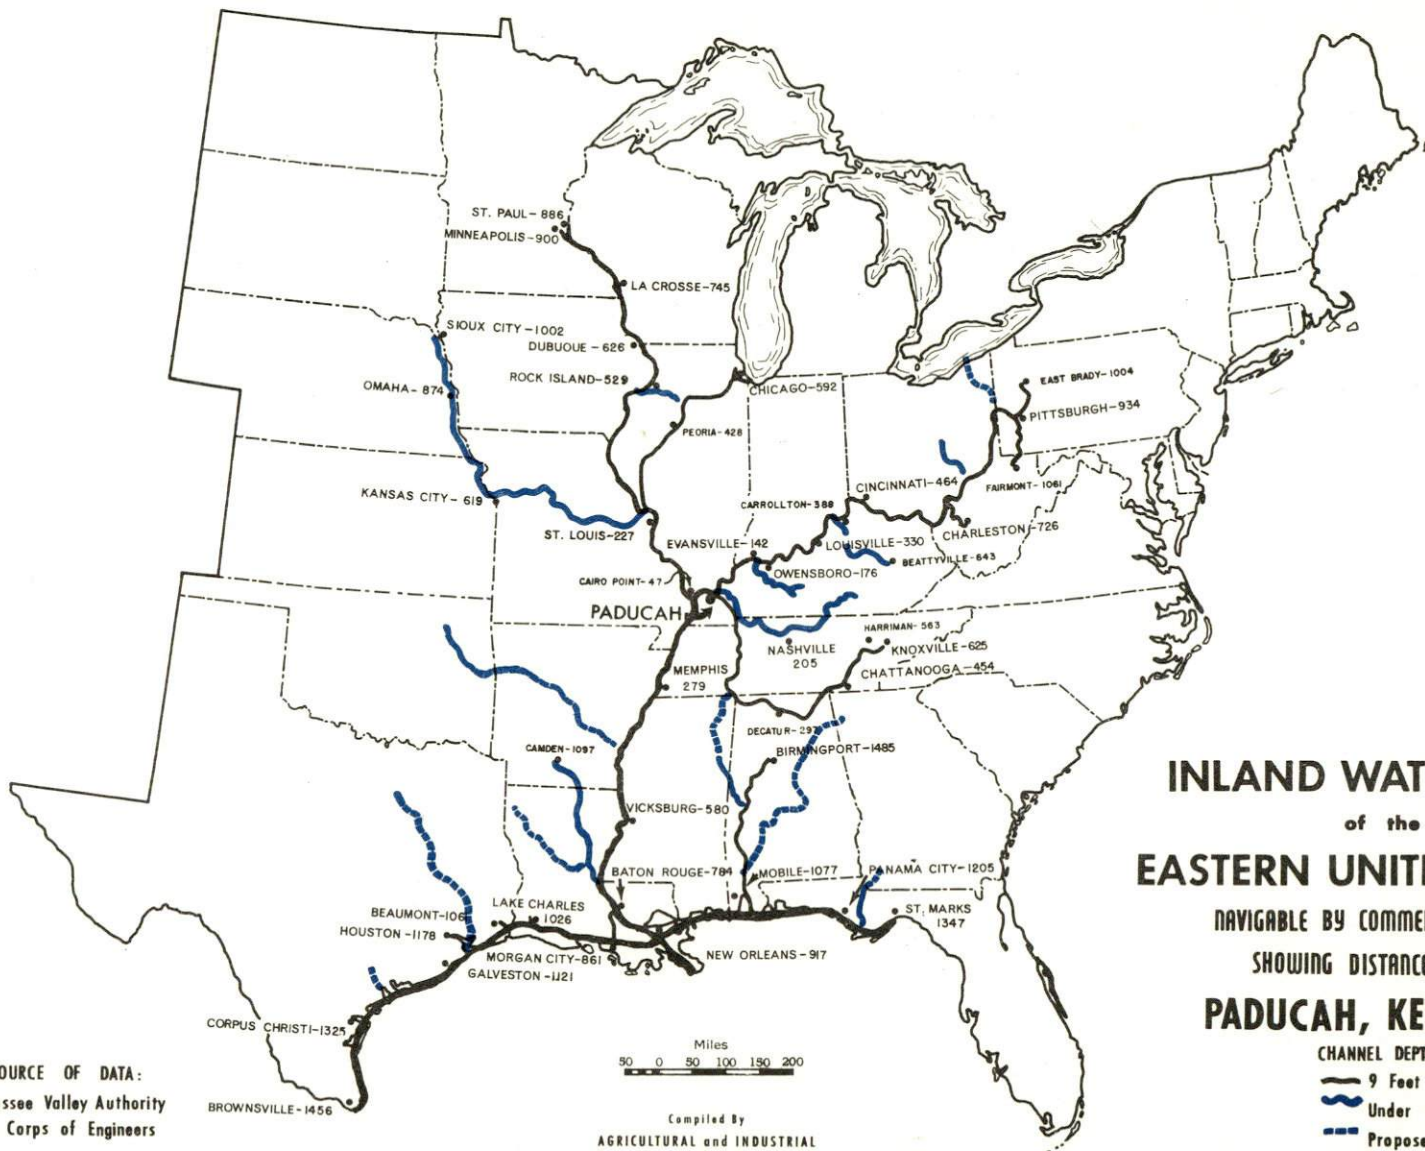 ST. PAUL-886
MINNEAPOLIS-900
LA CROSSE-745
SIOUX CITY-1002
DUBUQUE-626
ROCK ISLAND-529
OMAHA-874
CHICAGO-592
EAST BRADY-1004
PITTSBURGH-934
PEORIA-428
KANSAS CITY-619
CINCINNATI-464
FAIRMONT-1061
CARROLLTON-388
ST. LOUIS-227
EVANSVILLE-142
LOUISVILLE-330
CHARLESTON-726
BEATTYVILLE-643
OWENSBORO-176
CAIRO POINT-47
PADUCAH
HARRIMAN-563
NASHVILLE
205
KNOXVILLE-625
CHATTANOOGA-454
MEMPHIS
279
DECATUR-297
CAMDEN-1097
BIRMINGPORT-1485
VICKSBURG-580
BATON ROUGE-784
MOBILE-1077
PANAMA CITY-1205
LAKE CHARLES
1026
BEAUMONT-106
HOUSTON-1178
ST. MARKS
1347
MORGAN CITY-861
NEW ORLEANS-917
GALVESTON-1121
CORPUS CHRISTI-1325
BROWNSVILLE-1456
INLAND WAT
of the
EASTERN UNITE
NAVIGABLE BY COMME
SHOWING DISTANC
PADUCAH, KE
CHANNEL DEPT
9 Feet
Under
Propose
Miles
50 0 50 100 150 200
Compiled By
AGRICULTURAL and INDUSTRIAL
OURCE OF DATA:
ssee Valley Authority
Corps of Engineers